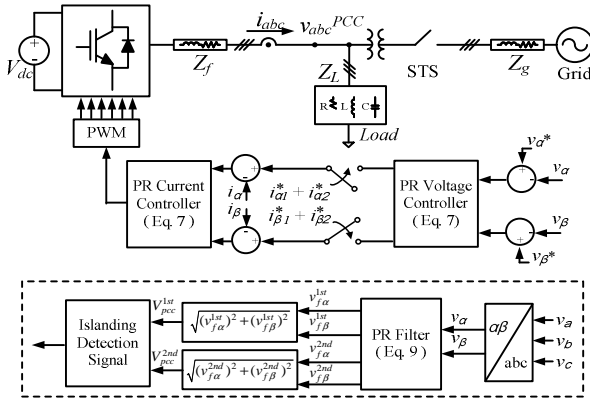 i_abc
v_abc^PCC
V_dc
Z_f
Z_L
STS
Z_g
Grid
R
L
C
Load
PWM
PR Current
Controller
( Eq. 7 )
i_α
i_β
i*_α1 + i*_α2
i*_β1 + i*_β2
PR Voltage
Controller
(Eq. 7)
v_α*
v_α
v_β
v_β*
+
-
+
-
+
-
+
-
Islanding
Detection
Signal
V_pcc^1st
V_pcc^2nd
√(v_fα^1st)^2 + (v_fβ^1st)^2
√(v_fα^2nd)^2 + (v_fβ^2nd)^2
v_fα^1st
v_fβ^1st
v_fα^2nd
v_fβ^2nd
PR Filter
( Eq. 9 )
v_α
v_β
αβ
abc
v_a
v_b
v_c